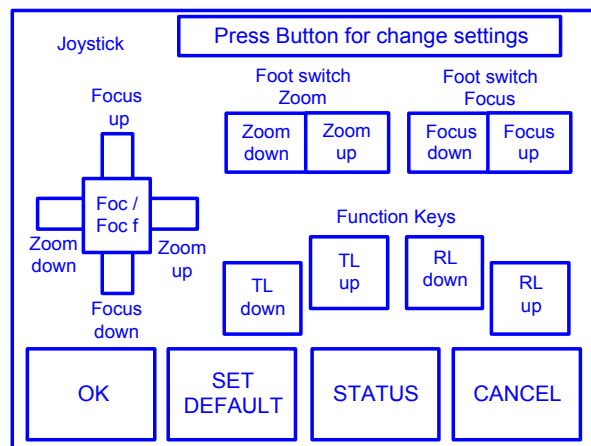 Press Button for change settings
Joystick
Focus
up
Foc /
Foc f
Zoom
down
Zoom
up
Focus
down
Foot switch
Zoom
Zoom
down
Zoom
up
Foot switch
Focus
Focus
down
Focus
up
Function Keys
TL
down
TL
up
RL
down
RL
up
OK
SET
DEFAULT
STATUS
CANCEL